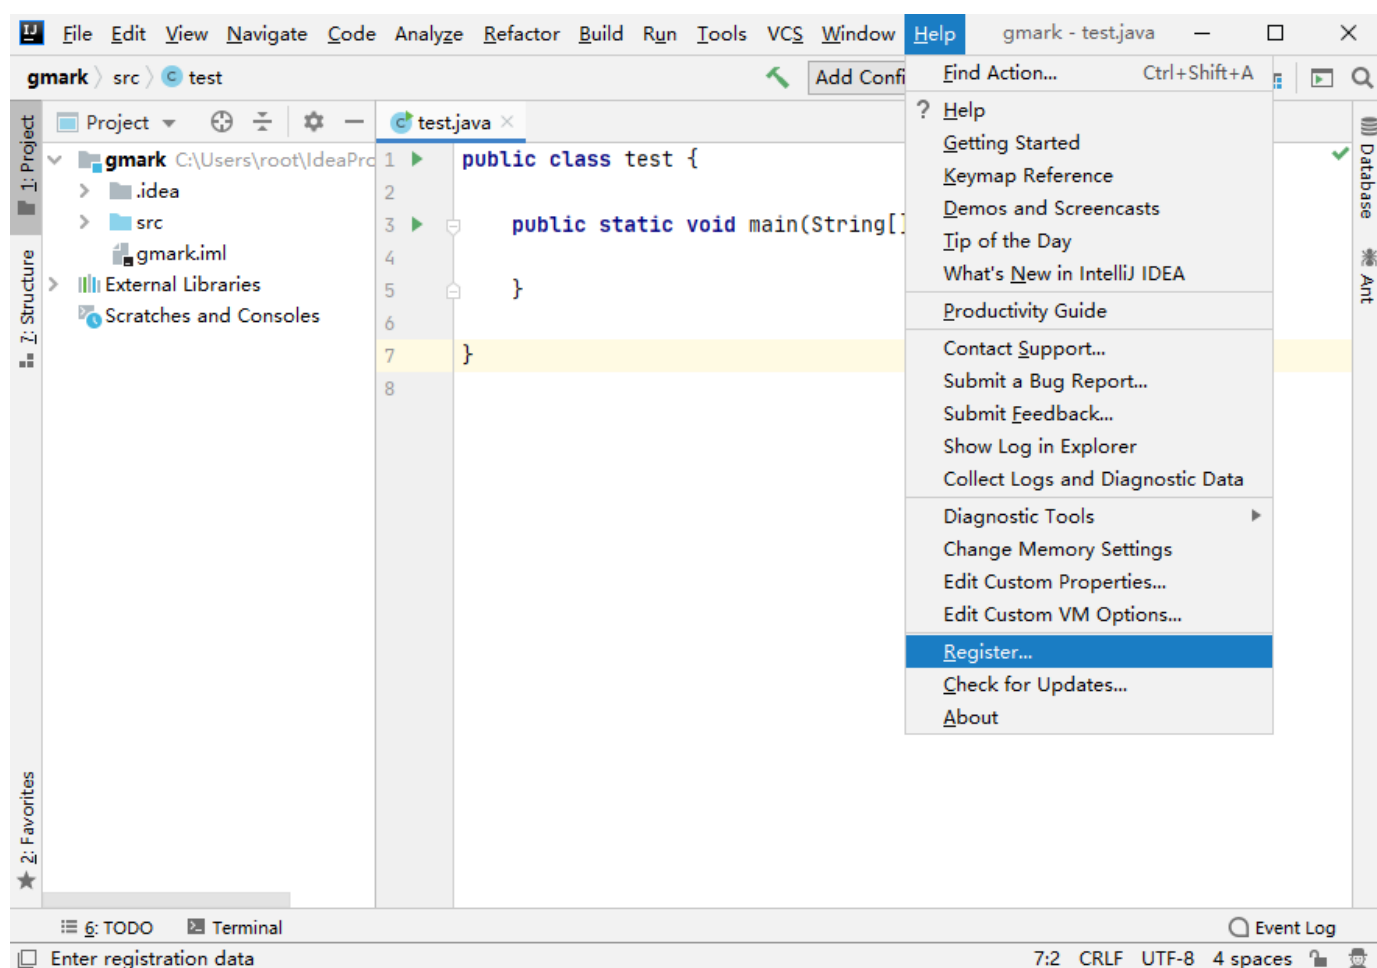 IJ File Edit View Navigate Code Analyze Refactor Build Run Tools VCS Window Help gmark - test.java
gmark src test Add Confi
Project
test.java
1: Project
7: Structure
2: Favorites
gmark C:\Users\root\IdeaPro
.idea
src
gmark.iml
External Libraries
Scratches and Consoles
1 public class test {
2
3 public static void main(String[]
4
5 }
6
7 }
8
Find Action... Ctrl+Shift+A
? Help
Getting Started
Keymap Reference
Demos and Screencasts
Tip of the Day
What's New in IntelliJ IDEA
Productivity Guide
Contact Support...
Submit a Bug Report...
Submit Feedback...
Show Log in Explorer
Collect Logs and Diagnostic Data
Diagnostic Tools
Change Memory Settings
Edit Custom Properties...
Edit Custom VM Options...
Register...
Check for Updates...
About
Database
Ant
6: TODO Terminal Event Log
Enter registration data 7:2 CRLF UTF-8 4 spaces